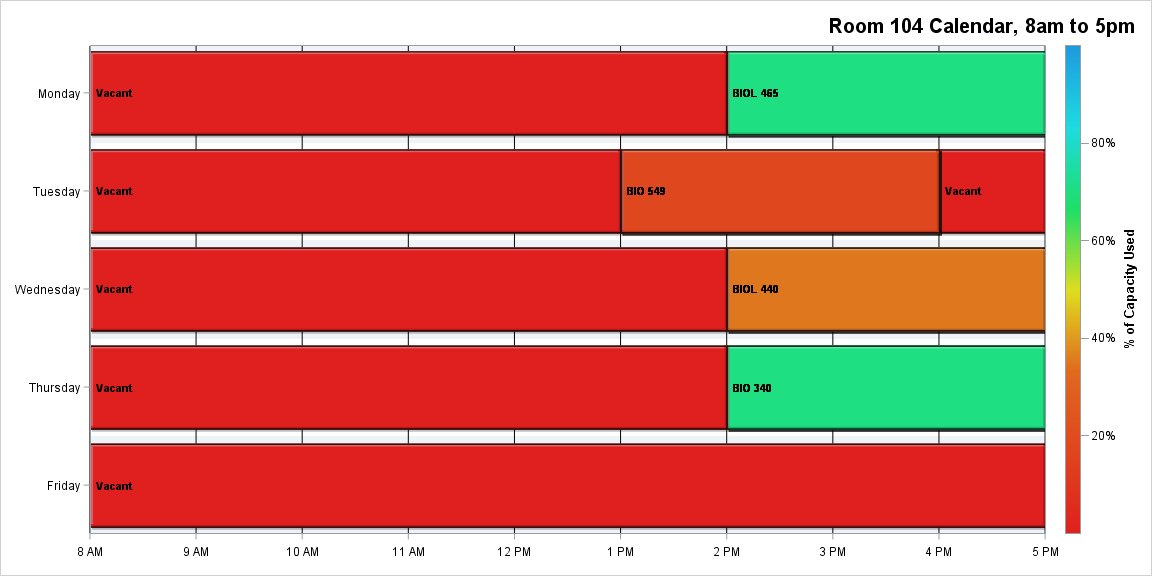 Room 104 Calendar, 8am to 5pm
Monday
Vacant
BIOL 465
80%
Tuesday
Vacant
BIO 549
Vacant
60%
% of Capacity Used
Wednesday
Vacant
BIOL 440
40%
Thursday
Vacant
BIO 340
20%
Friday
Vacant
8 AM 9 AM 10 AM 11 AM 12 PM 1 PM 2 PM 3 PM 4 PM 5 PM